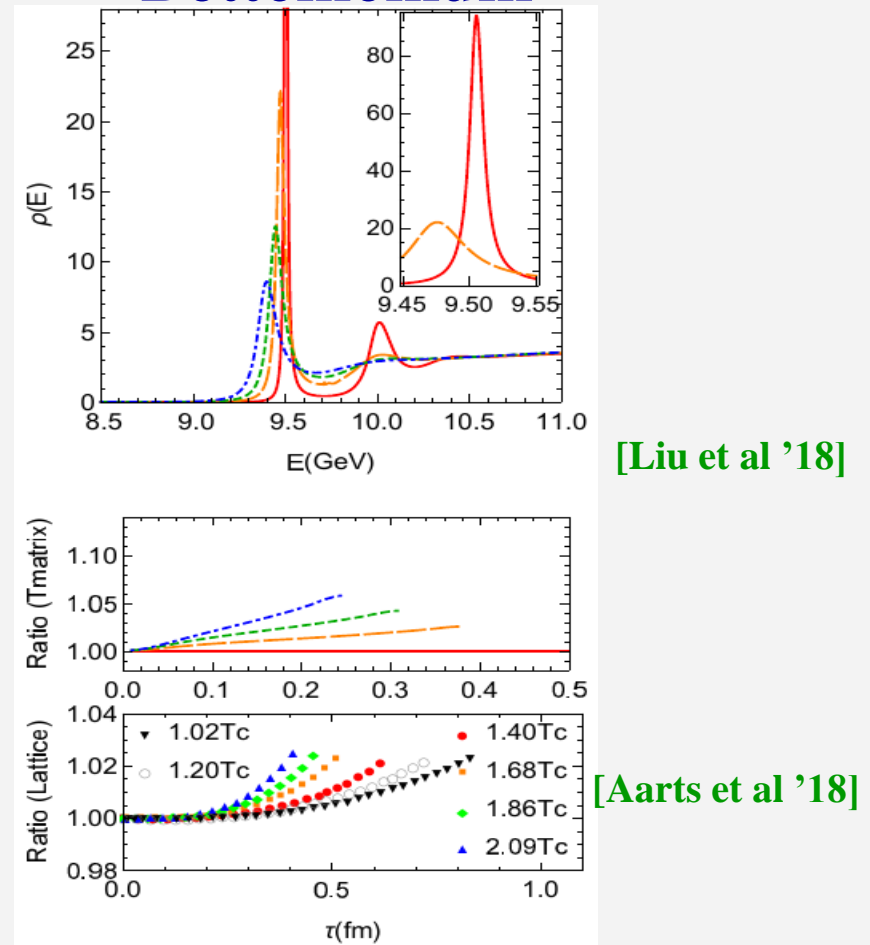 Bottomonium
25
20
15
10
5
0
ρ(E)
8.5 9.0 9.5 10.0 10.5 11.0
E(GeV)
80
60
40
20
0
9.45 9.50 9.55
[Liu et al ’18]
1.10
1.05
1.00
Ratio (Tmatrix)
0.0 0.1 0.2 0.3 0.4 0.5
1.04
1.02
1.00
0.98
Ratio (Lattice)
1.02Tc
1.20Tc
1.40Tc
1.68Tc
1.86Tc
2.09Tc
[Aarts et al ’18]
0.0 0.5 1.0
τ(fm)